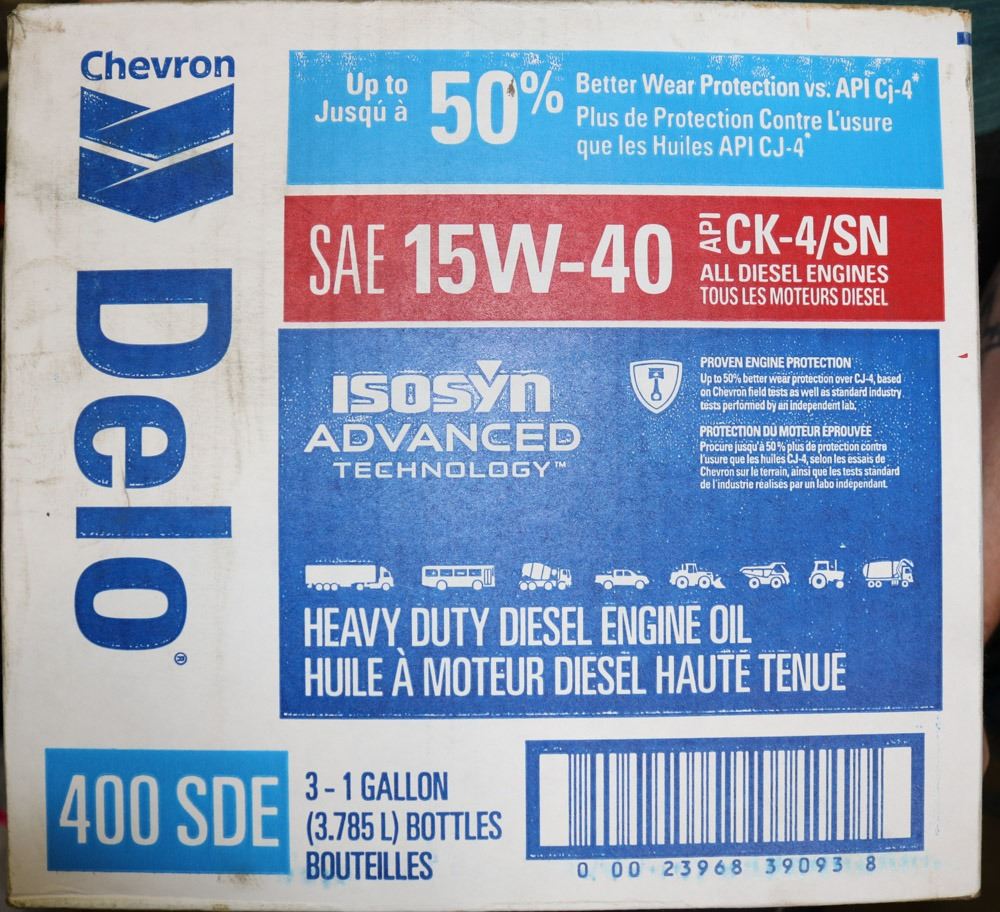 Chevron
Delo®
Up to
Jusqú à
50%
Better Wear Protection vs. API Cj-4*
Plus de Protection Contre L'usure
que les Huiles API CJ-4*
SAE 15W-40
API CK-4/SN
ALL DIESEL ENGINES
TOUS LES MOTEURS DIESEL
ISOSYN
ADVANCED
TECHNOLOGY™
PROVEN ENGINE PROTECTION
Up to 50% better wear protection over CJ-4, based
on Chevron field tests as well as standard industry
tests performed by an independent lab.
PROTECTION DU MOTEUR ÉPROUVÉE
Procure jusqu'à 50 % plus de protection contre
l'usure que les huiles CJ-4, selon les essais de
Chevron sur le terrain, ainsi que les tests standard
de l'industrie réalisés par un labo indépendant.
HEAVY DUTY DIESEL ENGINE OIL
HUILE À MOTEUR DIESEL HAUTE TENUE
400 SDE
3 - 1 GALLON
(3.785 L) BOTTLES
BOUTEILLES
0 00 23968 39093 8